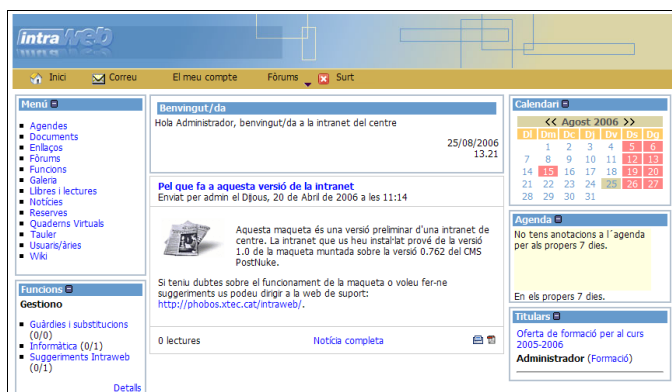 intraweb
Inici
Correu
El meu compte
Fòrums
Surt
Menú
Agendes
Documents
Enllaços
Fòrums
Funcions
Galeria
Llibres i lectures
Notícies
Reserves
Quaderns Virtuals
Tauler
Usuaris/àries
Wiki
Funcions
Gestiono
Guàrdies i substitucions
(0/0)
Informàtica (0/1)
Suggeriments Intraweb
(0/1)
Detalls
Benvingut/da
Hola Administrador, benvingut/da a la intranet del centre
25/08/2006
13.21
Pel que fa a aquesta versió de la intranet
Enviat per admin el Dijous, 20 de Abril de 2006 a les 11:14
Aquesta maqueta és una versió preliminar d'una intranet de
centre. La intranet que us heu instal·lat prové de la versió
1.0 de la maqueta muntada sobre la versió 0.762 del CMS
PostNuke.
Si teniu dubtes sobre el funcionament de la maqueta o voleu fer-ne
suggeriments us podeu dirigir a la web de suport:
http://phobos.xtec.cat/intraweb/.
0 lectures
Notícia completa
Calendari
<< Agost 2006 >>
Dl Dm Dc Dj Dv Ds Dg
1 2 3 4 5 6
7 8 9 10 11 12 13
14 15 16 17 18 19 20
21 22 23 24 25 26 27
28 29 30 31
Agenda
No tens anotacions a l´agenda
per als propers 7 dies.
En els propers 7 dies.
Titulars
Oferta de formació per al curs
2005-2006
Administrador (Formació)